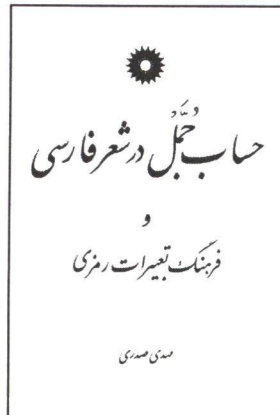 حساب جُمَّل در شعر فارسی
و
فرهنگ تعبیرات رمزی
مهدی صدری